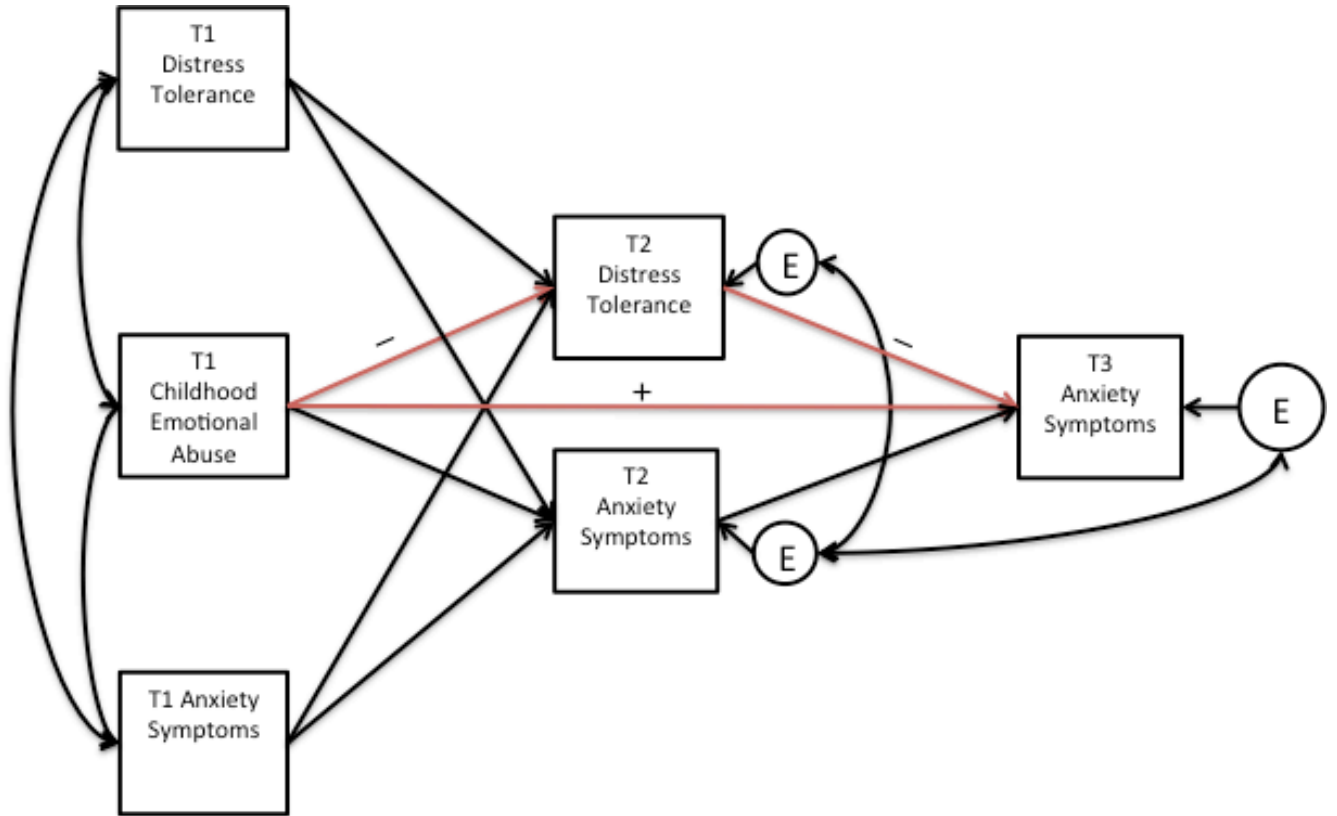 T1
Distress
Tolerance
T2
Distress
Tolerance
E
–
–
T1
Childhood
Emotional
Abuse
+
T3
Anxiety
Symptoms
E
T2
Anxiety
Symptoms
E
T1 Anxiety
Symptoms